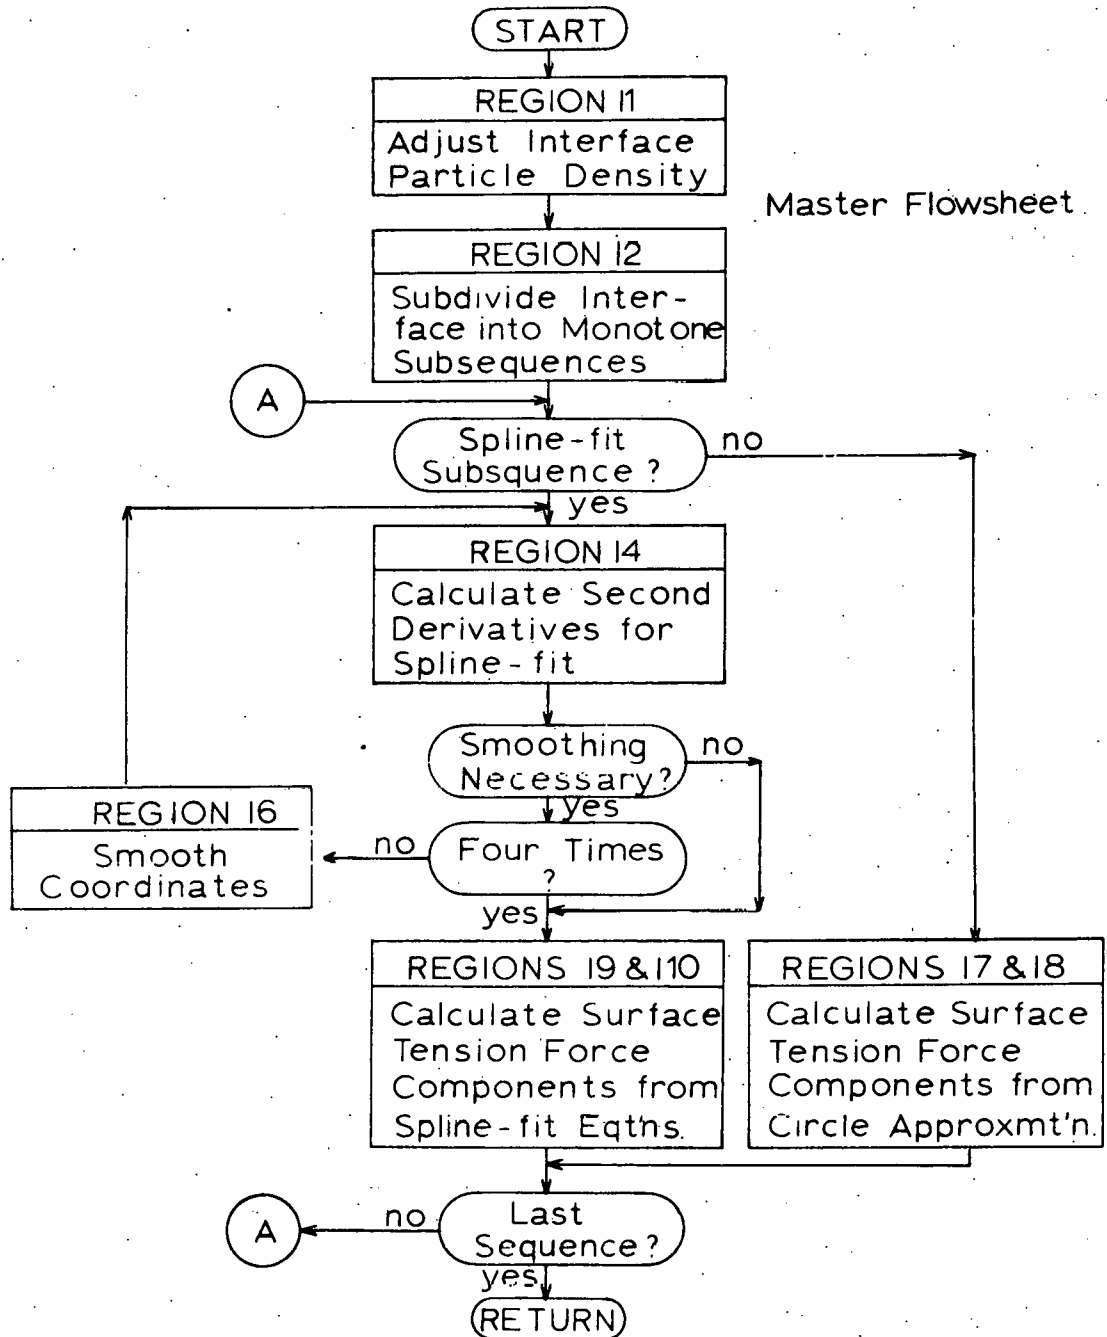 START
REGION I1
Adjust Interface
Particle Density
Master Flowsheet
REGION I2
Subdivide Inter-
face into Monotone
Subsequences
A
Spline-fit
Subsquence ?
no
yes
REGION I4
Calculate Second
Derivatives for
Spline-fit
Smoothing
Necessary?
no
yes
REGION I6
Smooth
Coordinates
no
Four Times
?
yes
REGIONS I9 & I10
Calculate Surface
Tension Force
Components from
Spline-fit Eqt'ns.
REGIONS I7 & I8
Calculate Surface
Tension Force
Components from
Circle Approxmt'n.
A
no
Last
Sequence?
yes
RETURN